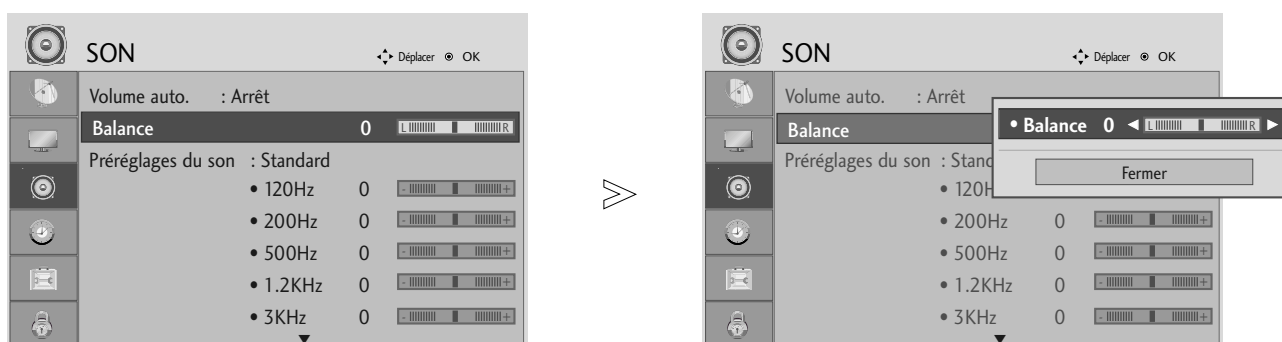 SON Déplacer OK
Volume auto. : Arrêt
Balance 0 L R
Préréglages du son : Standard
• 120Hz 0 - +
• 200Hz 0 - +
• 500Hz 0 - +
• 1.2KHz 0 - +
• 3KHz 0 - +
SON Déplacer OK
Volume auto. : Arrêt
Balance
• Balance 0 ◄ L R ►
Préréglages du son : Stand
Fermer
• 120H
• 200Hz 0 - +
• 500Hz 0 - +
• 1.2KHz 0 - +
• 3KHz 0 - +